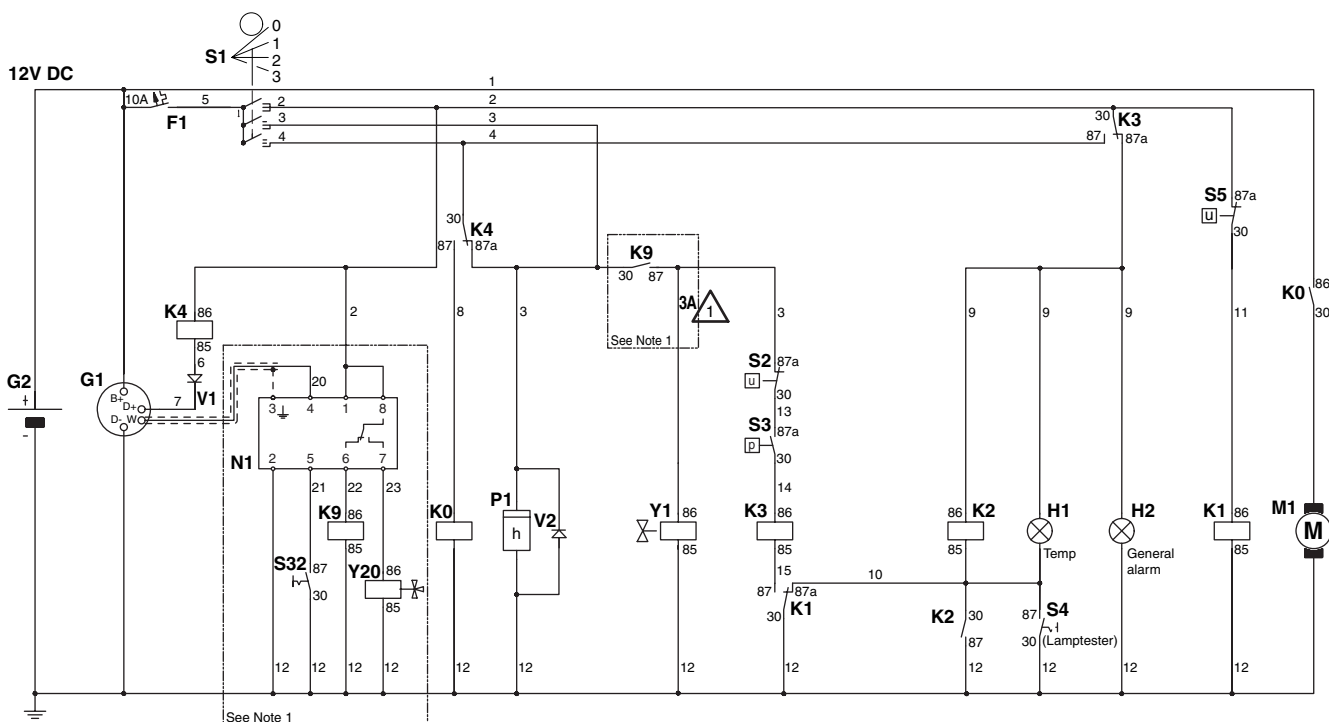 0
1
S1
2
3
12V DC
1
10A
5
F1
1
2
2
3
3
4
4
30
K3
87
87a
S5
87a
u
30
30
K4
87
87a
K9
30
87
3A
1
See Note 1
K0
86
30
K4
86
85
6
V1
7
2
8
3
3
9
9
9
11
G2
+
-
G1
B+
D+
D-
W
20
3
4
1
8
N1
2
5
6
7
21
22
23
S2
87a
u
30
13
S3
87a
p
30
14
K9
86
85
S32
87
30
Y20
86
85
K0
P1
h
V2
Y1
86
85
K3
86
85
15
87
87a
30
K1
10
K2
86
85
H1
Temp
H2
General
alarm
K1
86
85
M1
M
K2
30
87
87
S4
30
(Lamptester)
12
12
12
12
12
12
12
12
12
12
12
12
See Note 1